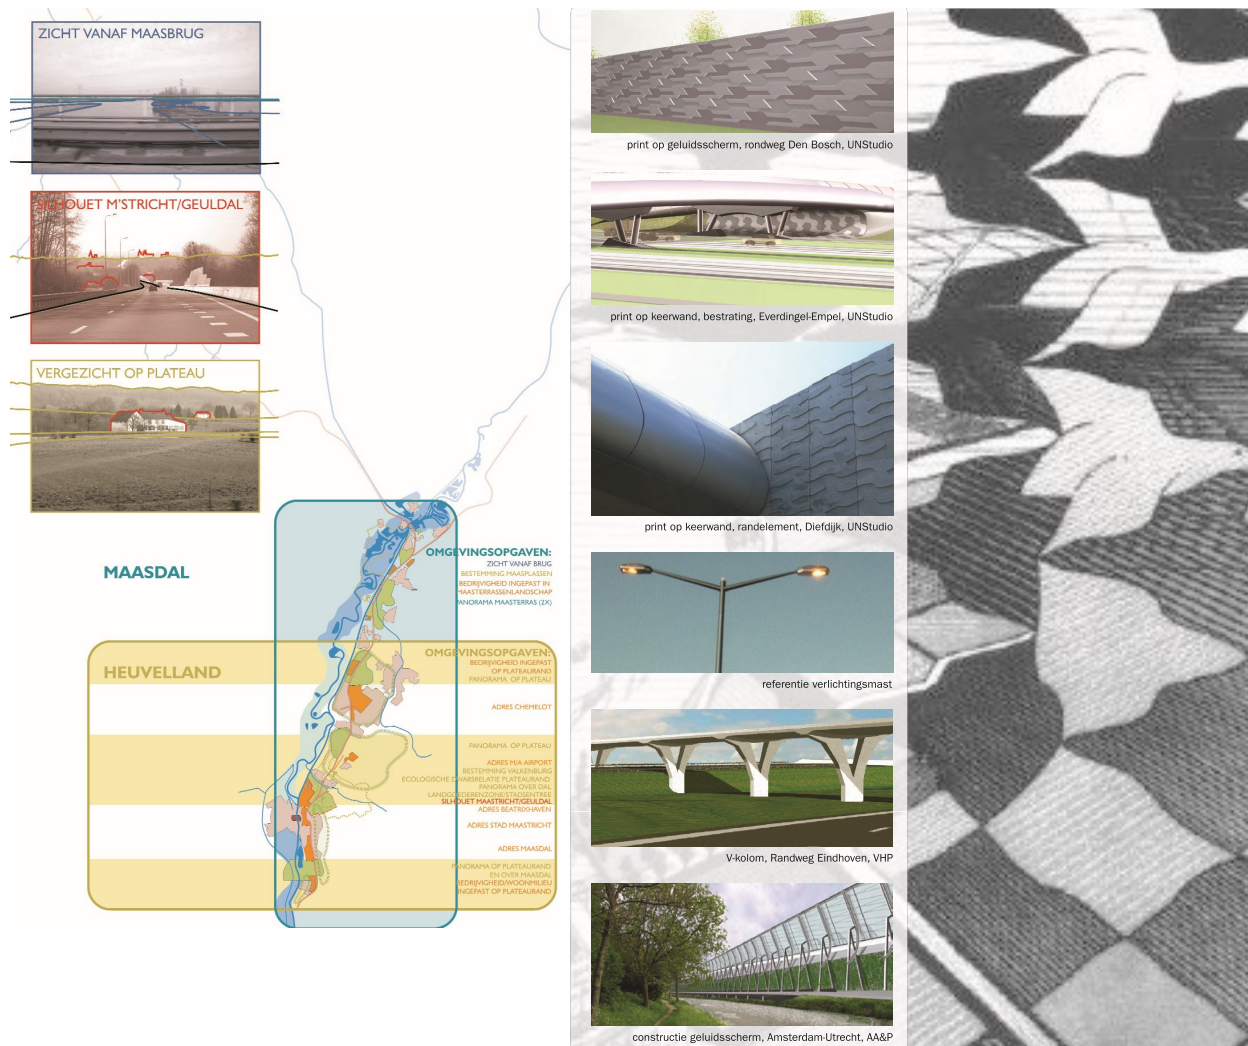 ZICHT VANAF MAASBRUG
SILHOUET M'STRICHT/GEULDAL
VERGEZICHT OP PLATEAU
MAASDAL
OMGEVINGSOPGAVEN:
ZICHT VANAF BRUG
BESTEMMING MAASPLASSEN
BEDRIJVIGHEID INGEPAST IN
MAASTERRASSENLANDSCHAP
PANORAMA MAASTERRAS (2X)
HEUVELLAND
OMGEVINGSOPGAVEN:
BEDRIJVIGHEID INGEPAST
OP PLATEAURAND
PANORAMA OP PLATEAU
ADRES CHEMELOT
PANORAMA OP PLATEAU
ADRES M/A AIRPORT
BESTEMMING VALKENBURG
ECOLOGISCHE DWARSRELATIE PLATEAURAND
PANORAMA OVER DAL
LANDGOEDERENZONE/STADSENTREE
SILHOUET MAASTRICHT/GEULDAL
ADRES BEATRIXHAVEN
ADRES STAD MAASTRICHT
ADRES MAASDAL
PANORAMA OP PLATEAURAND
EN OVER MAASDAL
BEDRIJVIGHEID/WOONMILIEU
INGEPAST OP PLATEAURAND
print op geluidsscherm, rondweg Den Bosch, UNStudio
print op keerwand, bestrating, Everdingel-Empel, UNStudio
print op keerwand, randelement, Diefdijk, UNStudio
referentie verlichtingsmast
V-kolom, Randweg Eindhoven, VHP
constructie geluidsscherm, Amsterdam-Utrecht, AA&P